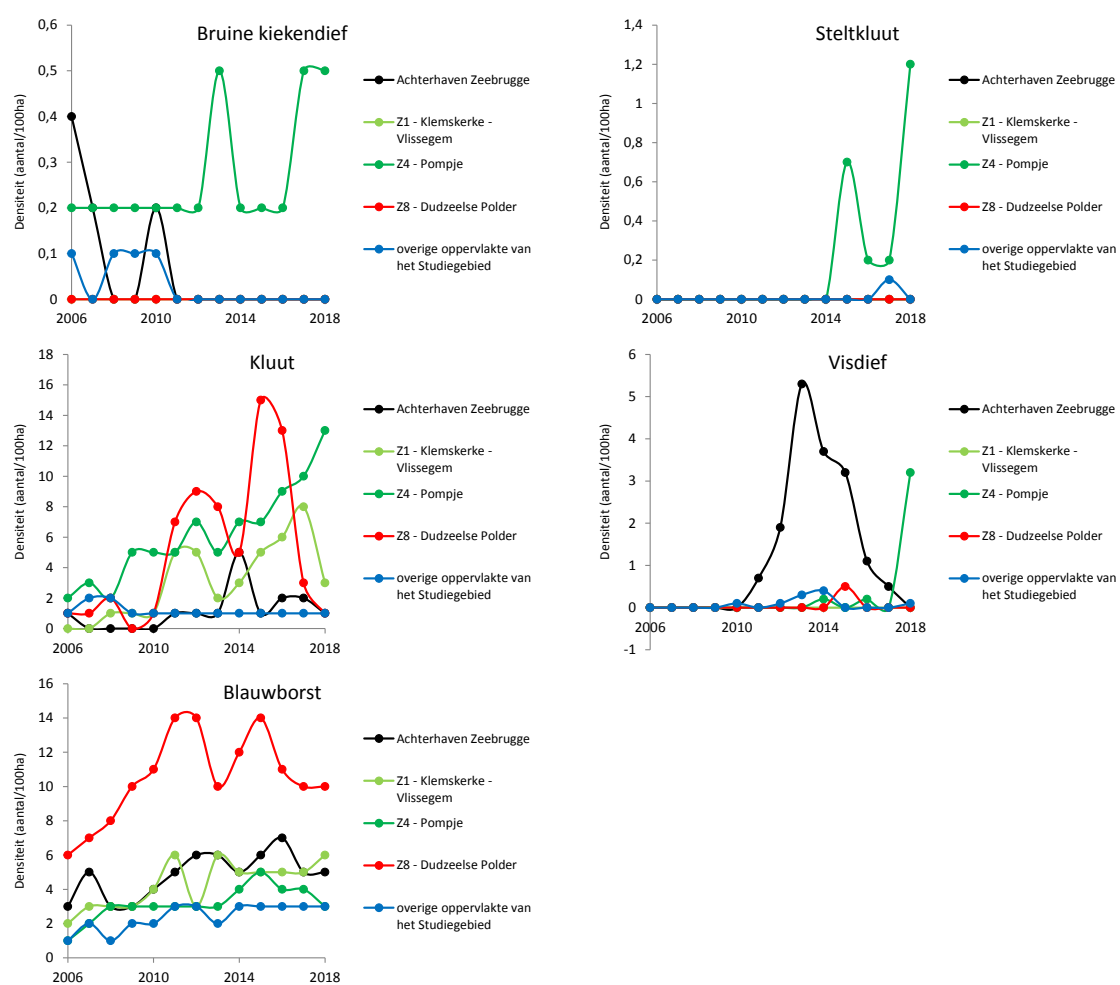 Bruine kiekendief
Densiteit (aantal/100ha)
0,6
0,5
0,4
0,3
0,2
0,1
0
2006
2010
2014
2018
Achterhaven Zeebrugge
Z1 - Klemskerke -
Vlissegem
Z4 - Pompje
Z8 - Dudzeelse Polder
overige oppervlakte van
het Studiegebied
Steltkluut
Densiteit (aantal/100ha)
1,4
1,2
1
0,8
0,6
0,4
0,2
0
2006
2010
2014
2018
Achterhaven Zeebrugge
Z1 - Klemskerke -
Vlissegem
Z4 - Pompje
Z8 - Dudzeelse Polder
overige oppervlakte van
het Studiegebied
Kluut
Densiteit (aantal/100ha)
18
16
14
12
10
8
6
4
2
0
2006
2010
2014
2018
Achterhaven Zeebrugge
Z1 - Klemskerke -
Vlissegem
Z4 - Pompje
Z8 - Dudzeelse Polder
overige oppervlakte van
het Studiegebied
Visdief
Densiteit (aantal/100ha)
6
5
4
3
2
1
0
-1
2006
2010
2014
2018
Achterhaven Zeebrugge
Z1 - Klemskerke -
Vlissegem
Z4 - Pompje
Z8 - Dudzeelse Polder
overige oppervlakte van
het Studiegebied
Blauwborst
Densiteit (aantal/100ha)
16
14
12
10
8
6
4
2
0
2006
2010
2014
2018
Achterhaven Zeebrugge
Z1 - Klemskerke -
Vlissegem
Z4 - Pompje
Z8 - Dudzeelse Polder
overige oppervlakte van
het Studiegebied